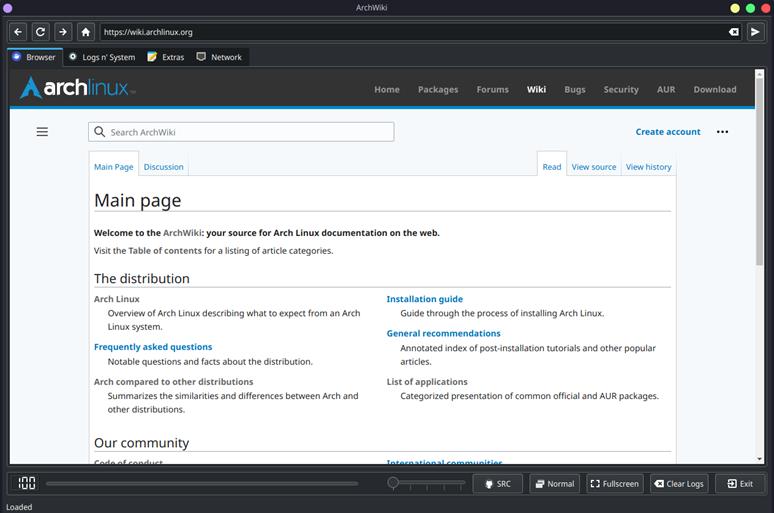 ArchWiki
https://wiki.archlinux.org
Browser
Logs n' System
Extras
Network
archlinux
Home
Packages
Forums
Wiki
Bugs
Security
AUR
Download
Search ArchWiki
Create account
Main Page
Discussion
Read
View source
View history
Main page
Welcome to the ArchWiki: your source for Arch Linux documentation on the web.
Visit the Table of contents for a listing of article categories.
The distribution
Arch Linux
Overview of Arch Linux describing what to expect from an Arch
Linux system.
Frequently asked questions
Notable questions and facts about the distribution.
Arch compared to other distributions
Summarizes the similarities and differences between Arch and
other distributions.
Installation guide
Guide through the process of installing Arch Linux.
General recommendations
Annotated index of post-installation tutorials and other popular
articles.
List of applications
Categorized presentation of common official and AUR packages.
Our community
Code of conduct
International communities
100
SRC
Normal
Fullscreen
Clear Logs
Exit
Loaded